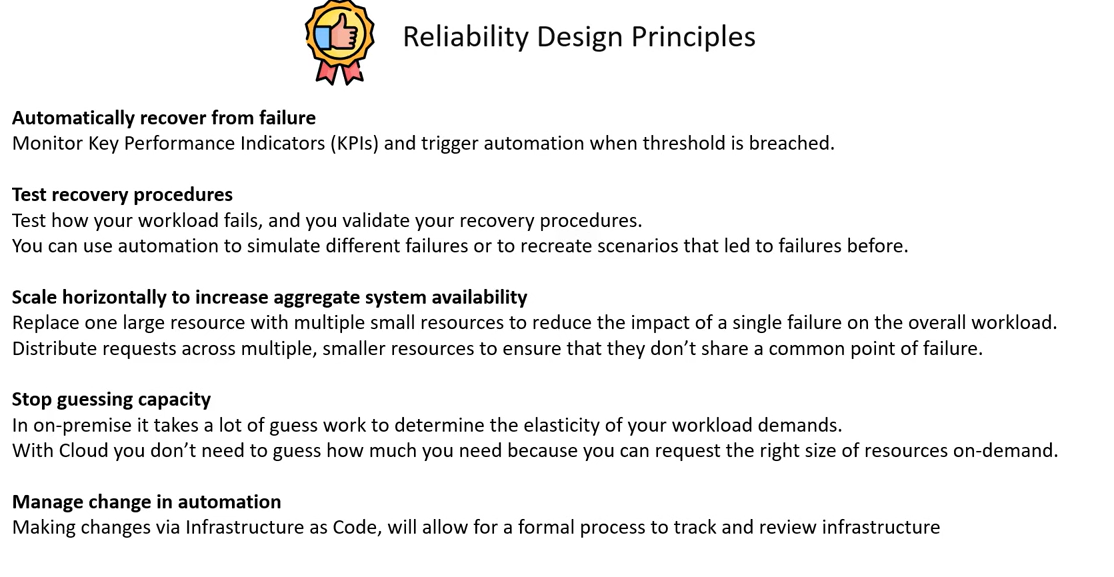 Reliability Design Principles
Automatically recover from failure
Monitor Key Performance Indicators (KPIs) and trigger automation when threshold is breached.
Test recovery procedures
Test how your workload fails, and you validate your recovery procedures.
You can use automation to simulate different failures or to recreate scenarios that led to failures before.
Scale horizontally to increase aggregate system availability
Replace one large resource with multiple small resources to reduce the impact of a single failure on the overall workload.
Distribute requests across multiple, smaller resources to ensure that they don’t share a common point of failure.
Stop guessing capacity
In on-premise it takes a lot of guess work to determine the elasticity of your workload demands.
With Cloud you don’t need to guess how much you need because you can request the right size of resources on-demand.
Manage change in automation
Making changes via Infrastructure as Code, will allow for a formal process to track and review infrastructure